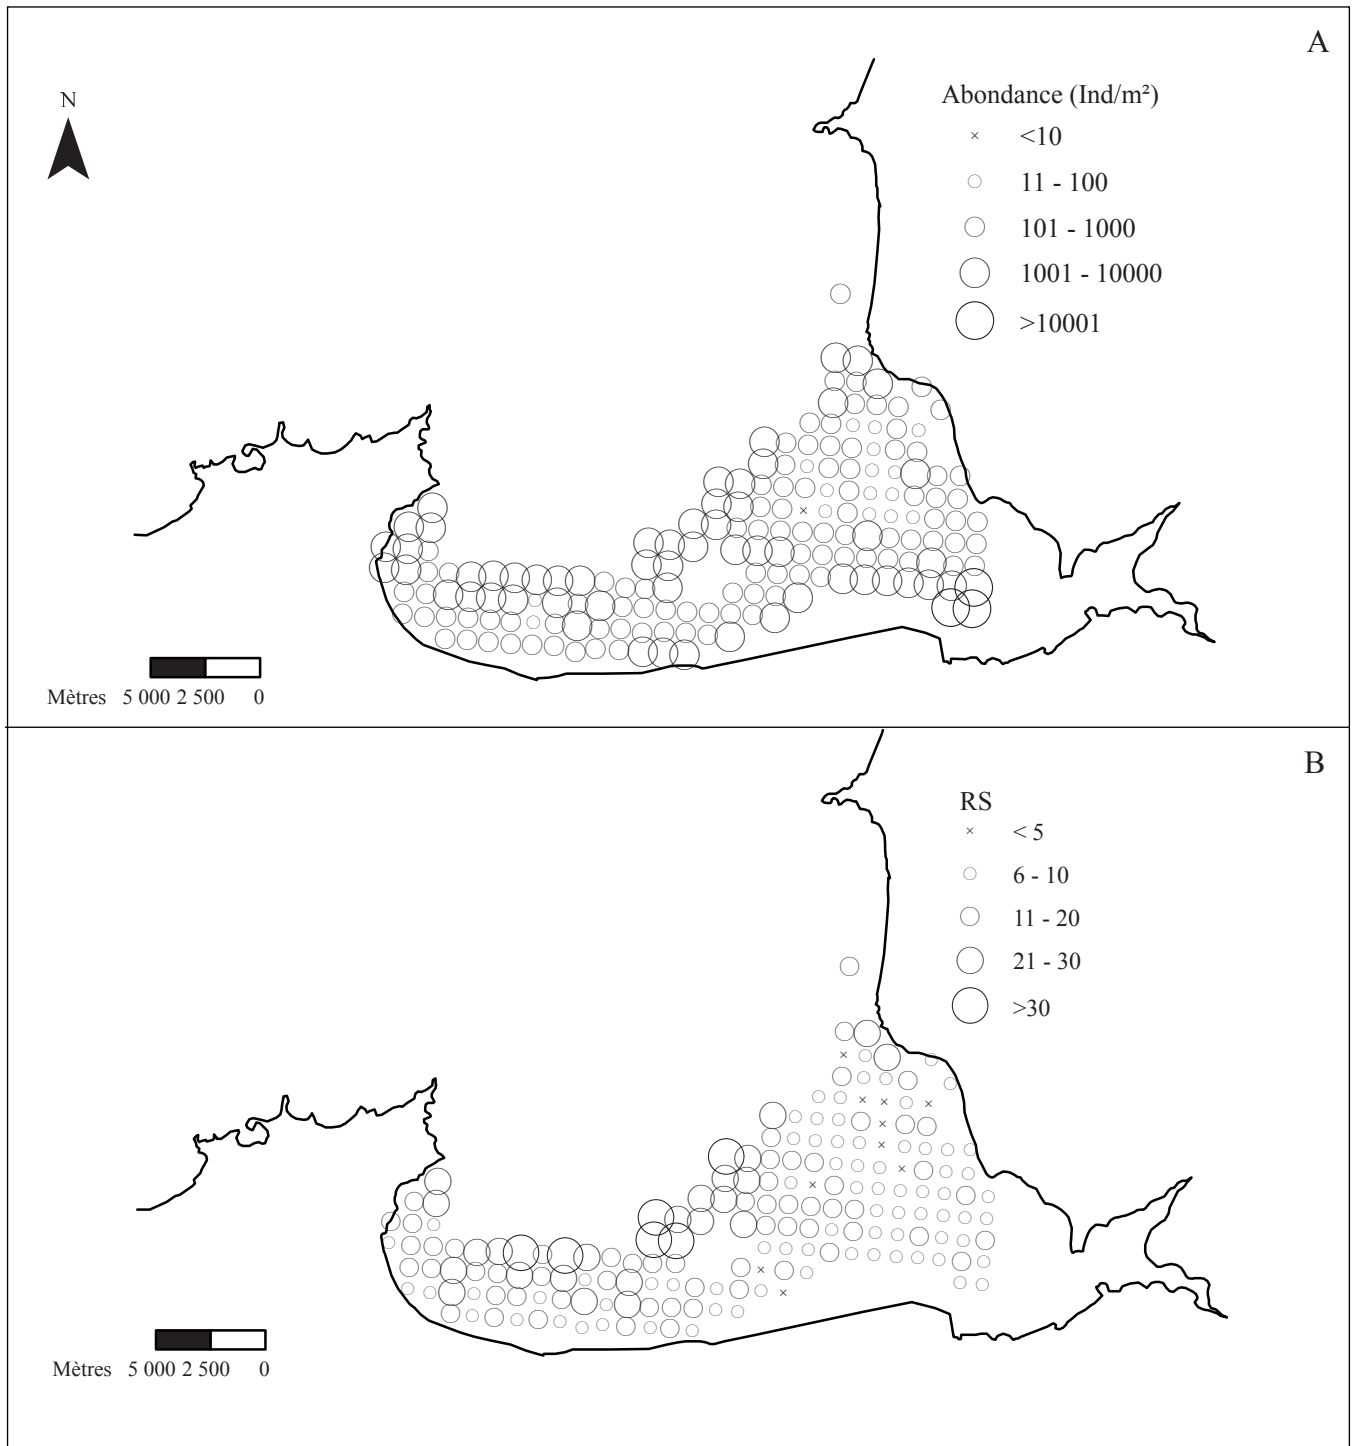 A
N
Abondance (Ind/m²)
<10
11 - 100
101 - 1000
1001 - 10000
>10001
Mètres 5 000 2 500 0
B
RS
< 5
6 - 10
11 - 20
21 - 30
>30
Mètres 5 000 2 500 0